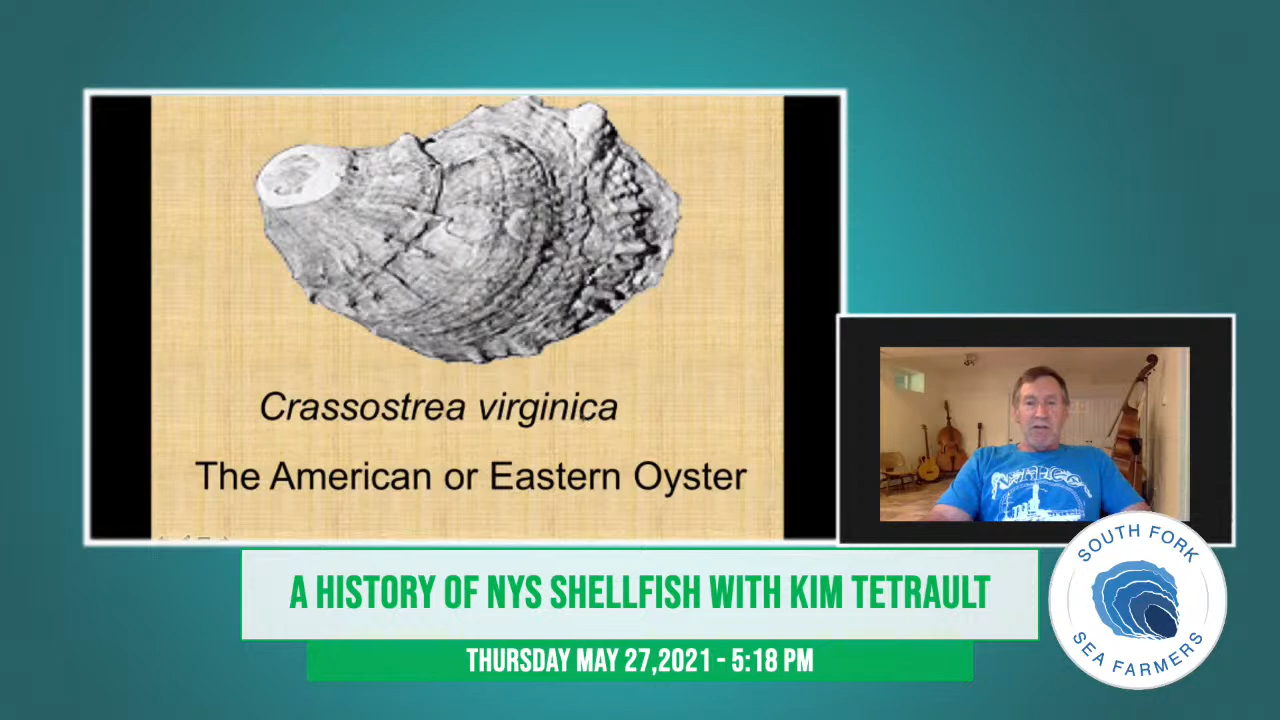 Crassostrea virginica
The American or Eastern Oyster
A HISTORY OF NYS SHELLFISH WITH KIM TETRAULT
THURSDAY MAY 27,2021 - 5:18 PM
SOUTH FORK
SEA FARMERS